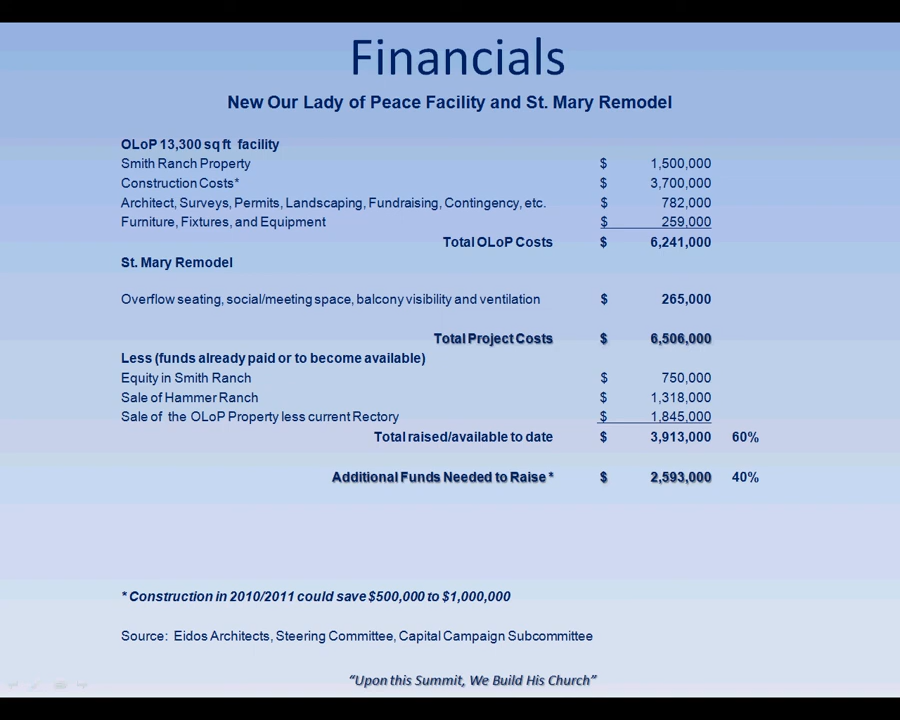 Financials
New Our Lady of Peace Facility and St. Mary Remodel
OLoP 13,300 sq ft facility
Smith Ranch Property $ 1,500,000
Construction Costs* $ 3,700,000
Architect, Surveys, Permits, Landscaping, Fundraising, Contingency, etc. $ 782,000
Furniture, Fixtures, and Equipment $ 259,000
Total OLoP Costs $ 6,241,000
St. Mary Remodel
Overflow seating, social/meeting space, balcony visibility and ventilation $ 265,000
Total Project Costs $ 6,506,000
Less (funds already paid or to become available)
Equity in Smith Ranch $ 750,000
Sale of Hammer Ranch $ 1,318,000
Sale of the OLoP Property less current Rectory $ 1,845,000
Total raised/available to date $ 3,913,000 60%
Additional Funds Needed to Raise * $ 2,593,000 40%
* Construction in 2010/2011 could save $500,000 to $1,000,000
Source: Eidos Architects, Steering Committee, Capital Campaign Subcommittee
“Upon this Summit, We Build His Church”